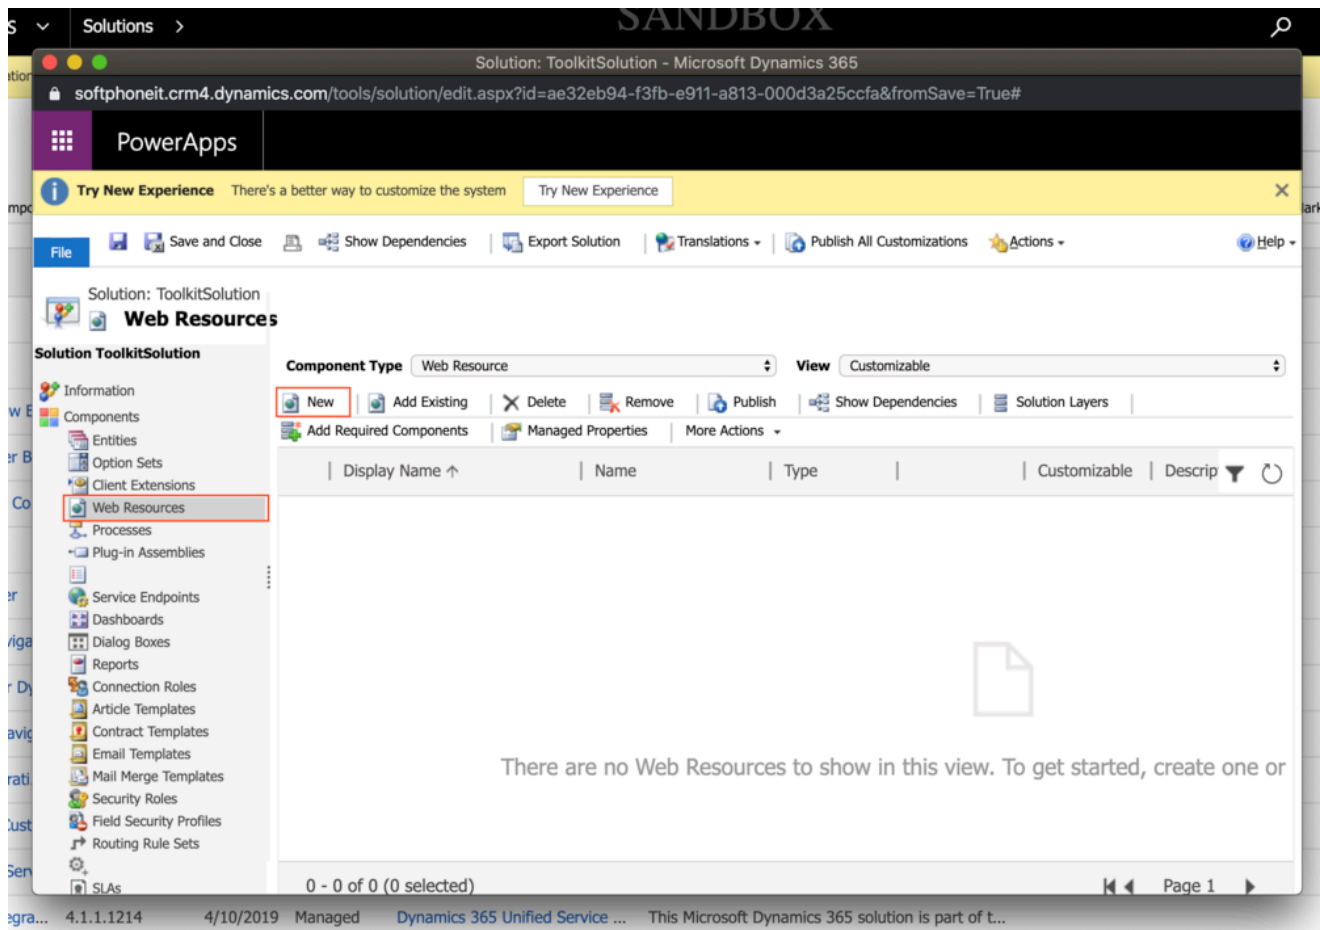 Solutions >
SANDBOX
Solution: ToolkitSolution - Microsoft Dynamics 365
softphoneit.crm4.dynamics.com/tools/solution/edit.aspx?id=ae32eb94-f3fb-e911-a813-000d3a25ccfa&fromSave=True#
PowerApps
Try New Experience There's a better way to customize the system Try New Experience
File Save and Close Show Dependencies Export Solution Translations Publish All Customizations Actions Help
Solution: ToolkitSolution
Web Resources
Solution ToolkitSolution
Information
Components
Entities
Option Sets
Client Extensions
Web Resources
Processes
Plug-in Assemblies
Service Endpoints
Dashboards
Dialog Boxes
Reports
Connection Roles
Article Templates
Contract Templates
Email Templates
Mail Merge Templates
Security Roles
Field Security Profiles
Routing Rule Sets
SLAs
Component Type Web Resource View Customizable
New Add Existing Delete Remove Publish Show Dependencies Solution Layers
Add Required Components Managed Properties More Actions
Display Name ↑ Name Type Customizable Descrip
There are no Web Resources to show in this view. To get started, create one or
0 - 0 of 0 (0 selected) Page 1
egra... 4.1.1.1214 4/10/2019 Managed Dynamics 365 Unified Service ... This Microsoft Dynamics 365 solution is part of t...